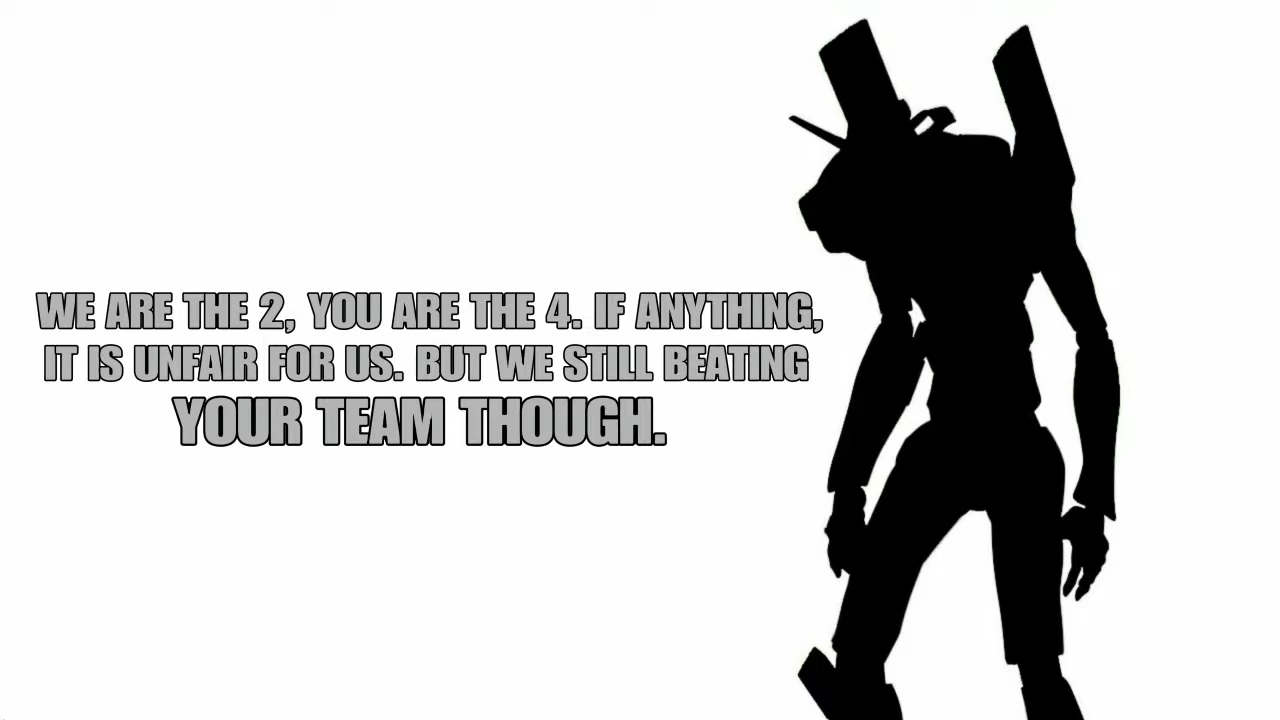 WE ARE THE 2, YOU ARE THE 4. IF ANYTHING,
IT IS UNFAIR FOR US. BUT WE STILL BEATING
YOUR TEAM THOUGH.